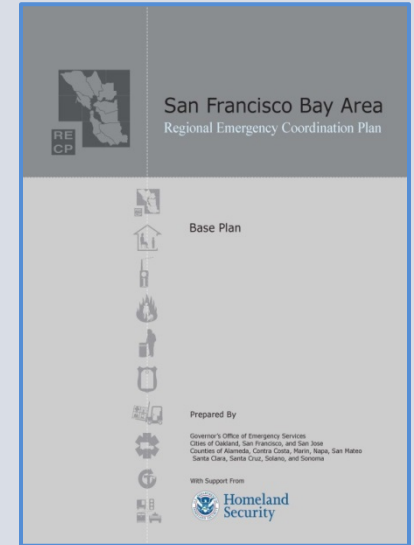 San Francisco Bay Area
Regional Emergency Coordination Plan
RE
CP
Base Plan
Prepared By
Governor's Office of Emergency Services
Cities of Oakland, San Francisco, and San Jose
Counties of Alameda, Contra Costa, Marin, Napa, San Mateo
Santa Clara, Santa Cruz, Solano, and Sonoma
With Support From
Homeland
Security